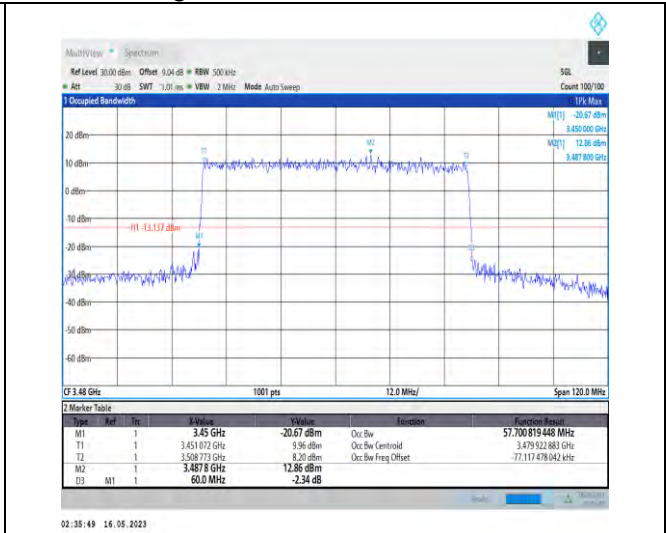 MultiView Spectrum
Ref Level 30.00 dBm Offset 9.04 dB RBW 500 kHz SGL
Att 30 dB SWT 1.01 ms VBW 2 MHz Mode Auto Sweep Count 100/100
1 Occupied Bandwidth 1Pk Max
M1[1] -20.67 dBm
3.450 000 GHz
M2[1] 12.86 dBm
3.487 800 GHz
20 dBm
M2
T1
10 dBm
0 dBm
-10 dBm
H1 -13.137 dBm
M1
-20 dBm
-30 dBm
-40 dBm
-50 dBm
-60 dBm
CF 3.48 GHz 1001 pts 12.0 MHz/ Span 120.0 MHz
2 Marker Table
Type Ref Trc X-Value Y-Value Function Function Result
M1 1 3.45 GHz -20.67 dBm Occ Bw 57.700 819 448 MHz
T1 1 3.451 072 GHz 9.96 dBm Occ Bw Centroid 3.479 922 883 GHz
T2 1 3.508 773 GHz 8.20 dBm Occ Bw Freq Offset -77.117 478 042 kHz
M2 1 3.487 8 GHz 12.86 dBm
D3 M1 1 60.0 MHz -2.34 dB
02:35:49 16.05.2023